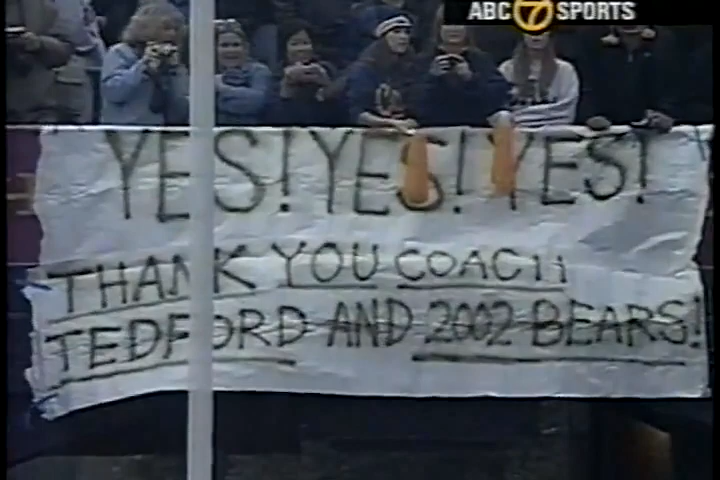 ABC 7 SPORTS
YES! YES! YES!
THANK YOU COACH
TEDFORD AND 2002 BEARS!